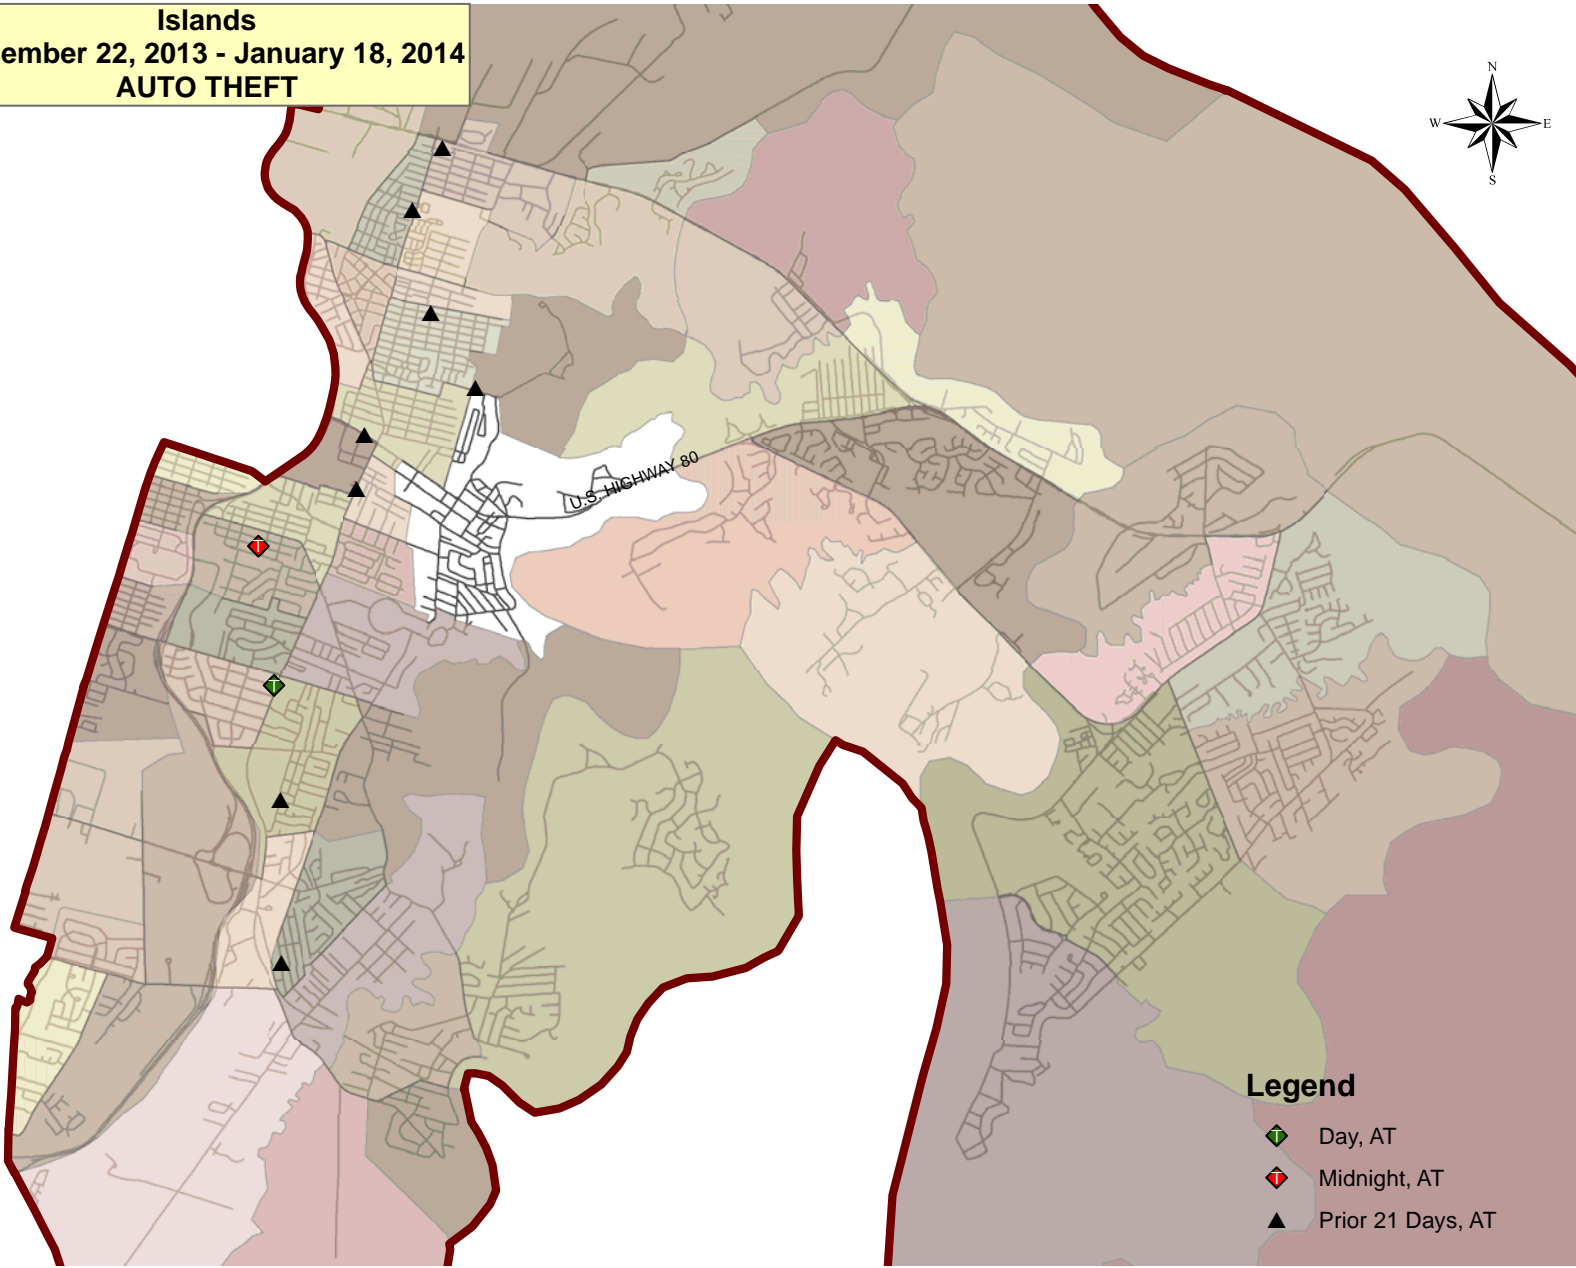 Islands
ember 22, 2013 - January 18, 2014
AUTO THEFT
N
W E
S
U.S. HIGHWAY 80
T
T
Legend
T Day, AT
T Midnight, AT
Prior 21 Days, AT